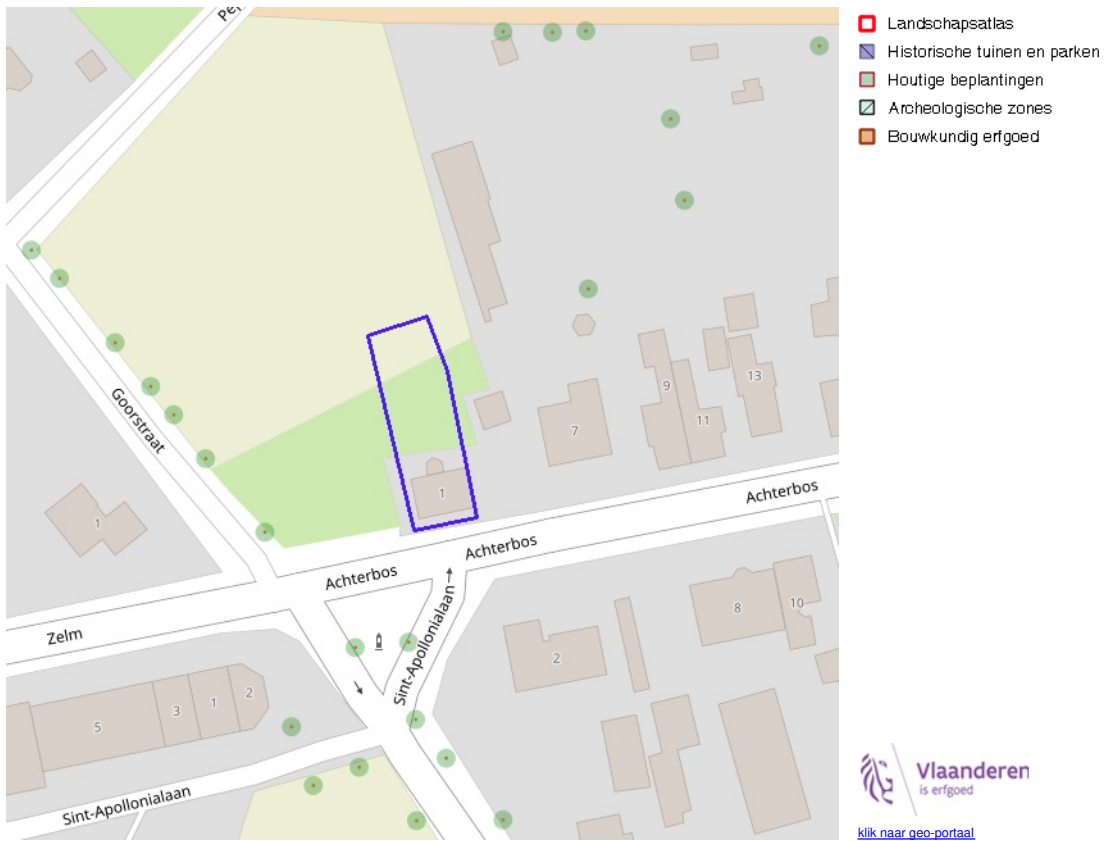 Landschapsatlas
Historische tuinen en parken
Houtige beplantingen
Archeologische zones
Bouwkundig erfgoed
Goorstraat
9
13
11
7
1
1
Achterbos
Achterbos
Achterbos
Zelm
Sint-Apollonialaan
8
10
2
5
3
1
2
Sint-Apollonialaan
Vlaanderen
is erfgoed
klik naar geo-portaal